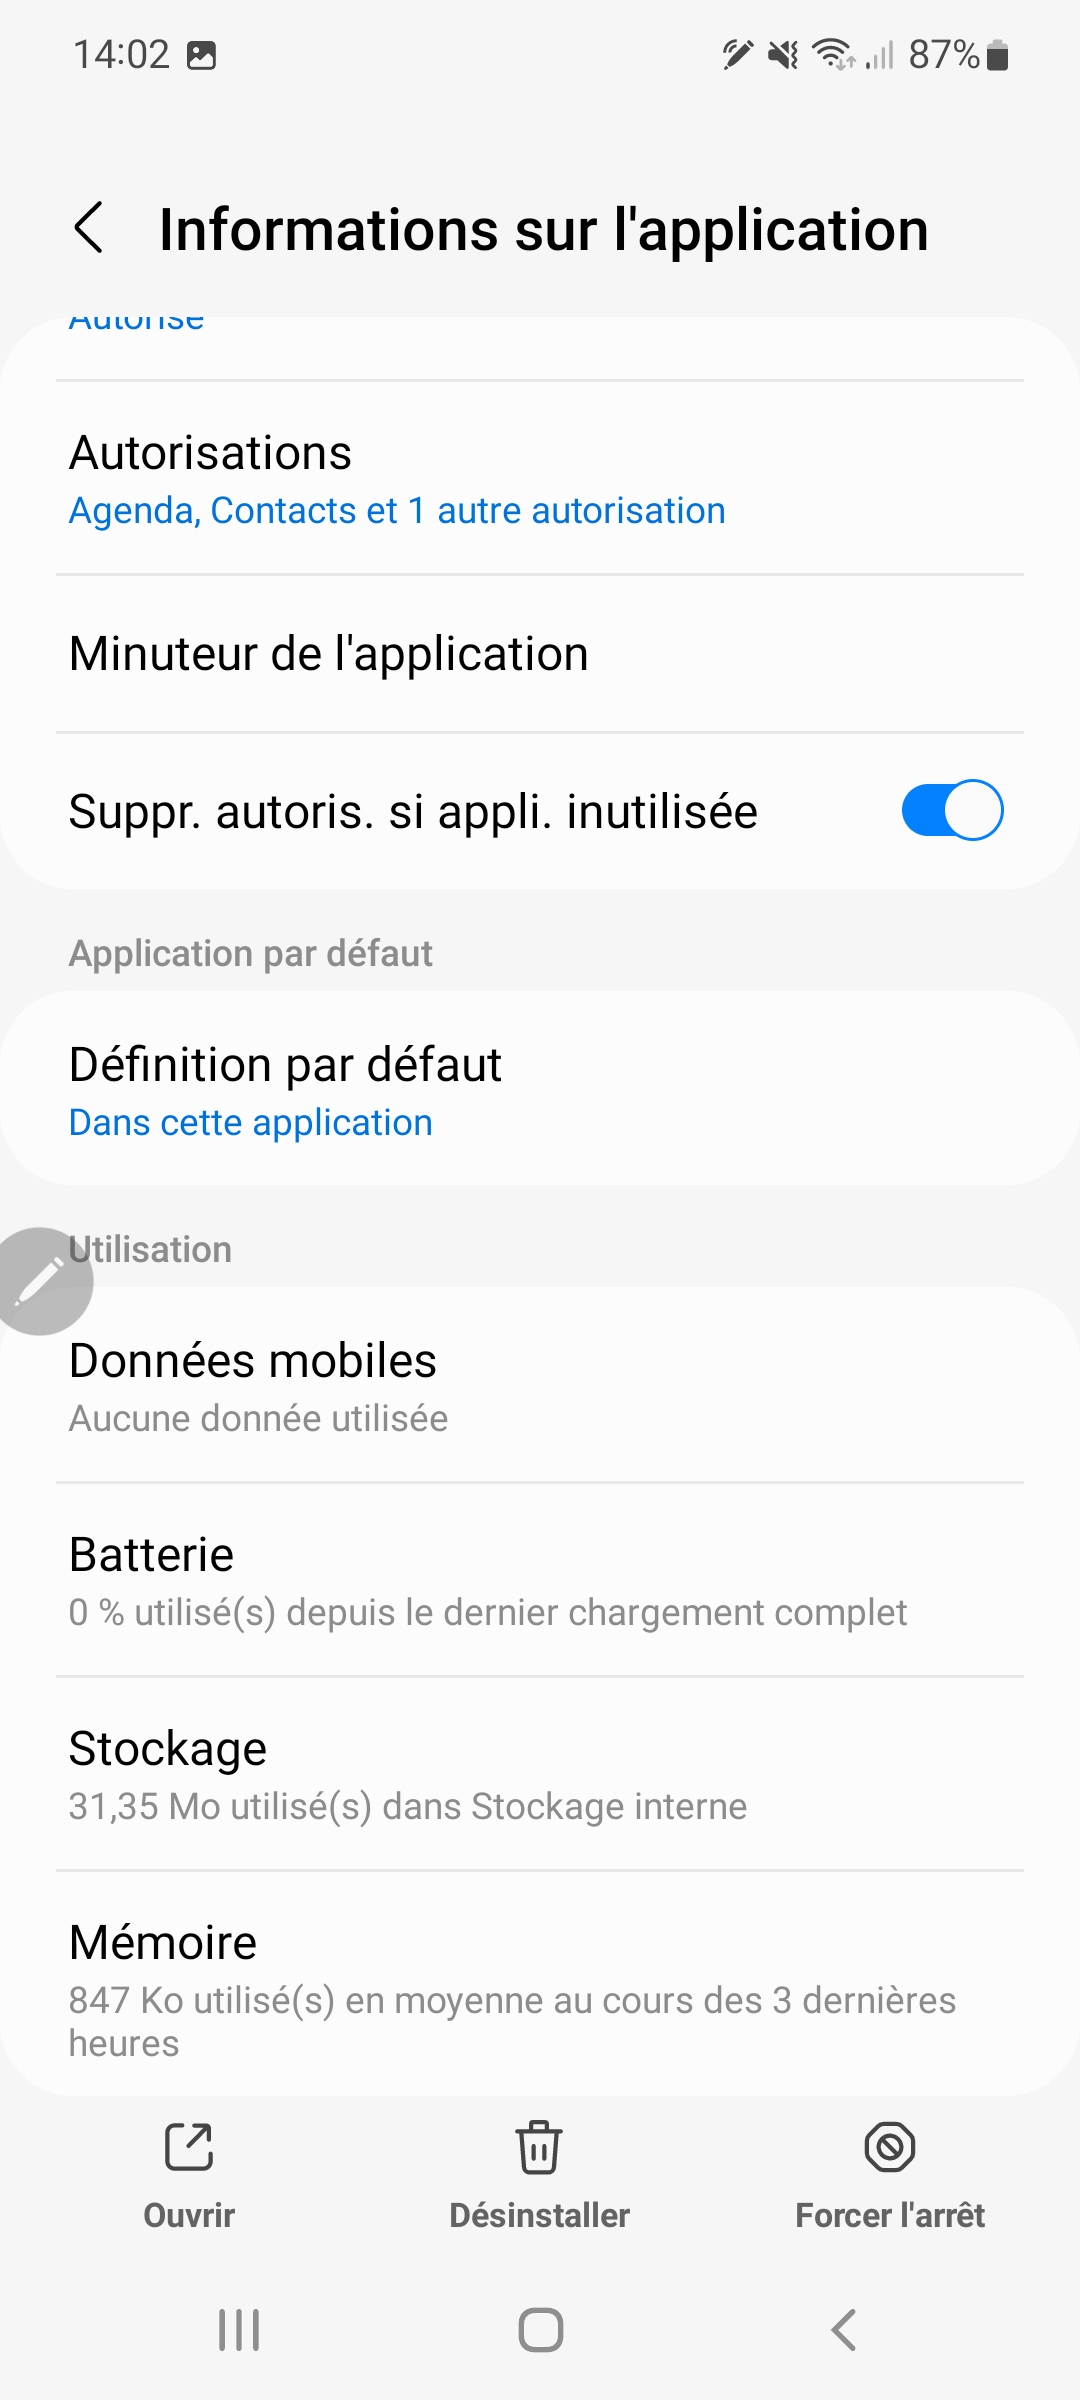 14:02
87%
Informations sur l'application
Autorisé
Autorisations
Agenda, Contacts et 1 autre autorisation
Minuteur de l'application
Suppr. autoris. si appli. inutilisée
Application par défaut
Définition par défaut
Dans cette application
Utilisation
Données mobiles
Aucune donnée utilisée
Batterie
0 % utilisé(s) depuis le dernier chargement complet
Stockage
31,35 Mo utilisé(s) dans Stockage interne
Mémoire
847 Ko utilisé(s) en moyenne au cours des 3 dernières
heures
Ouvrir
Désinstaller
Forcer l'arrêt